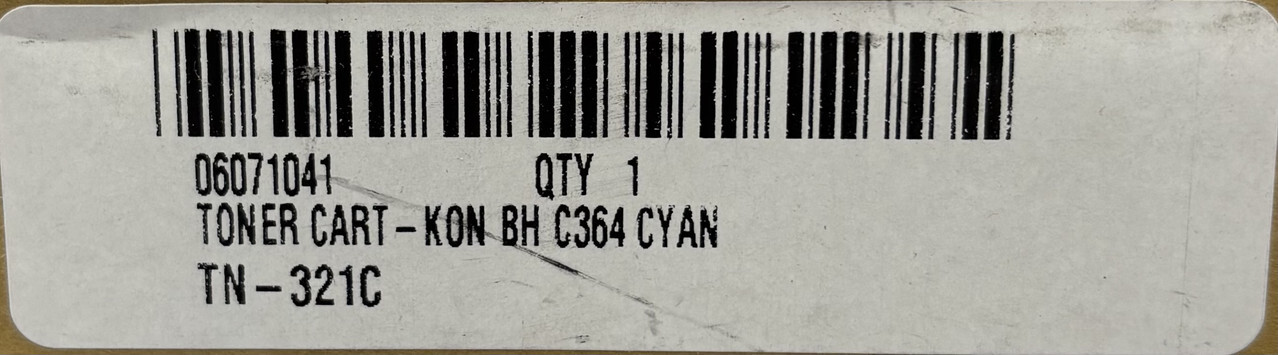 06071041 QTY 1
TONER CART-KON BH C364 CYAN
TN-321C